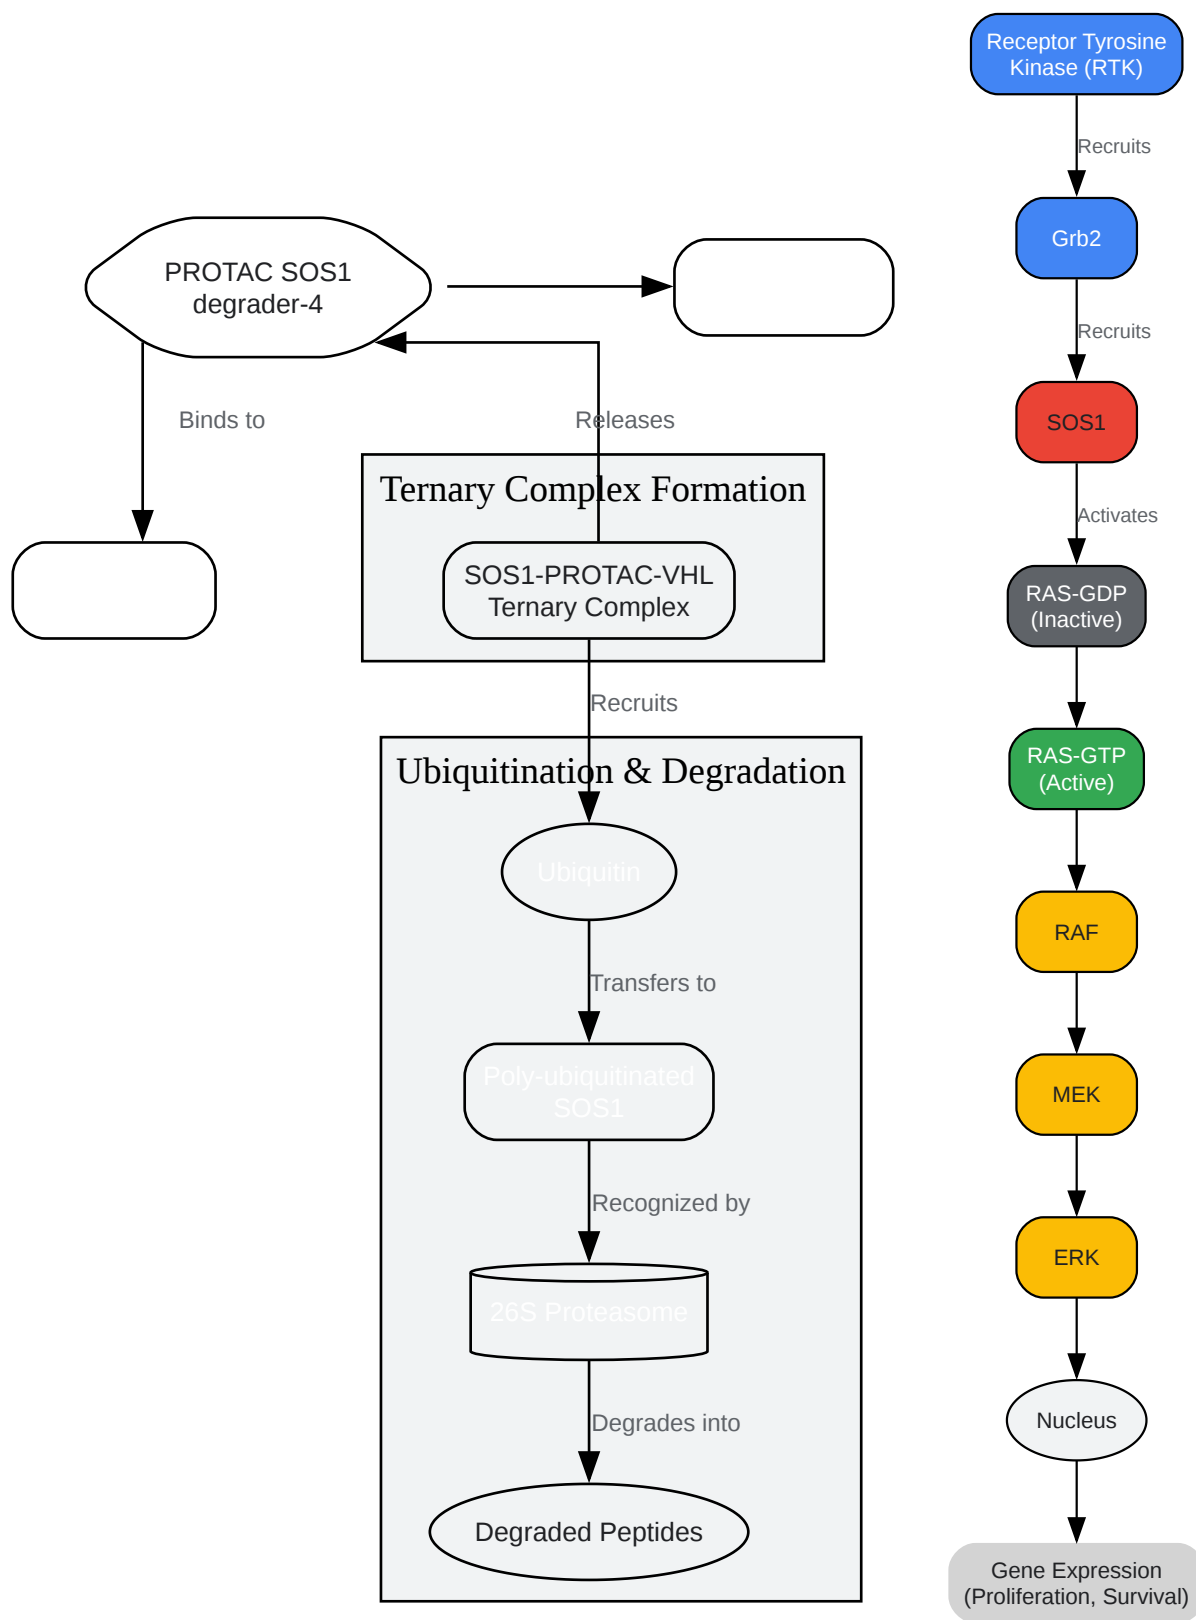 PROTAC SOS1
degrader-4
Binds to
Releases
Ternary Complex Formation
SOS1-PROTAC-VHL
Ternary Complex
Recruits
Ubiquitination & Degradation
Ubiquitin
Transfers to
Poly-ubiquitinated
SOS1
Recognized by
26S Proteasome
Degrades into
Degraded Peptides
Receptor Tyrosine
Kinase (RTK)
Recruits
Grb2
Recruits
SOS1
Activates
RAS-GDP
(Inactive)
RAS-GTP
(Active)
RAF
MEK
ERK
Nucleus
Gene Expression
(Proliferation, Survival)